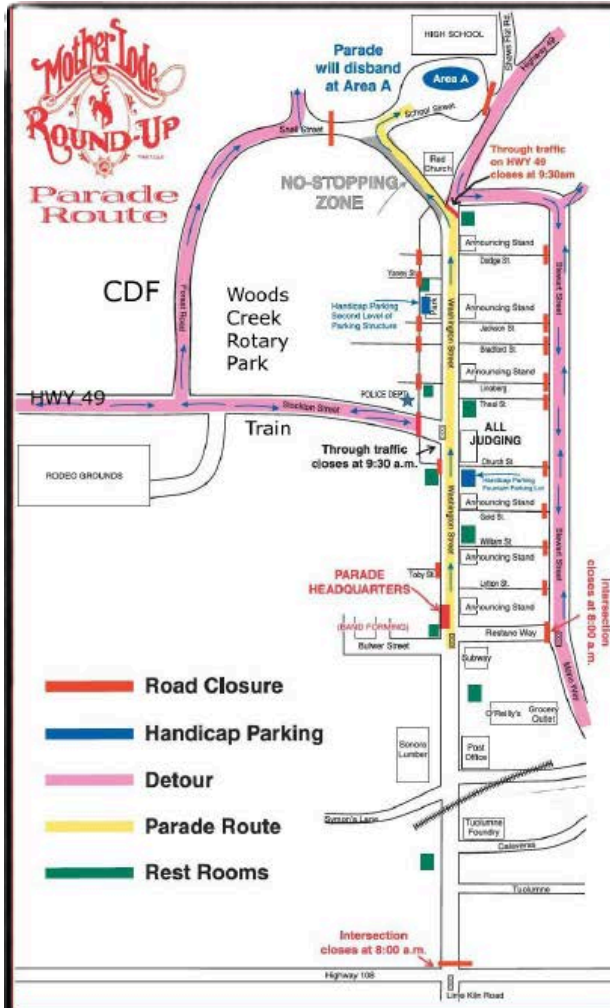 Mother Lode
ROUND-UP
Parade
Route
Parade
will disband
at Area A
HIGH SCHOOL
Area A
Shaws Flat Rd.
Highway 49
School Street
Snell Street
Red
Church
Through traffic
on HWY 49
closes at 9:30am
NO-STOPPING
ZONE
CDF
Forest Road
Woods
Creek
Rotary
Park
Yaney St.
Handicap Parking
Second Level of
Parking Structure
Park
Washington Street
Announcing Stand
Dodge St.
Announcing Stand
Jackson St.
Bradford St.
Announcing Stand
Linoberg
Theall St.
Stewart Street
HWY 49
Stockton Street
POLICE DEPT.
Train
ALL
JUDGING
Through traffic
closes at 9:30 a.m.
RODEO GROUNDS
Church St.
Handicap Parking
Fountain Parking Lot
Announcing Stand
Gold St.
William St.
Announcing Stand
Lytton St.
Announcing Stand
Restano Way
Washington Street
Stewart Street
Toby St.
PARADE
HEADQUARTERS
(BAND FORMING)
Bulwer Street
Intersection
closes at 8:00 a.m.
Mono Way
Subway
O'Reilly's
Grocery
Outlet
Road Closure
Handicap Parking
Detour
Parade Route
Rest Rooms
Sonora
Lumber
Post
Office
Symon's Lane
Tuolumne
Foundry
Calaveras
Tuolumne
Intersection
closes at 8:00 a.m.
Highway 108
Lime Kiln Road